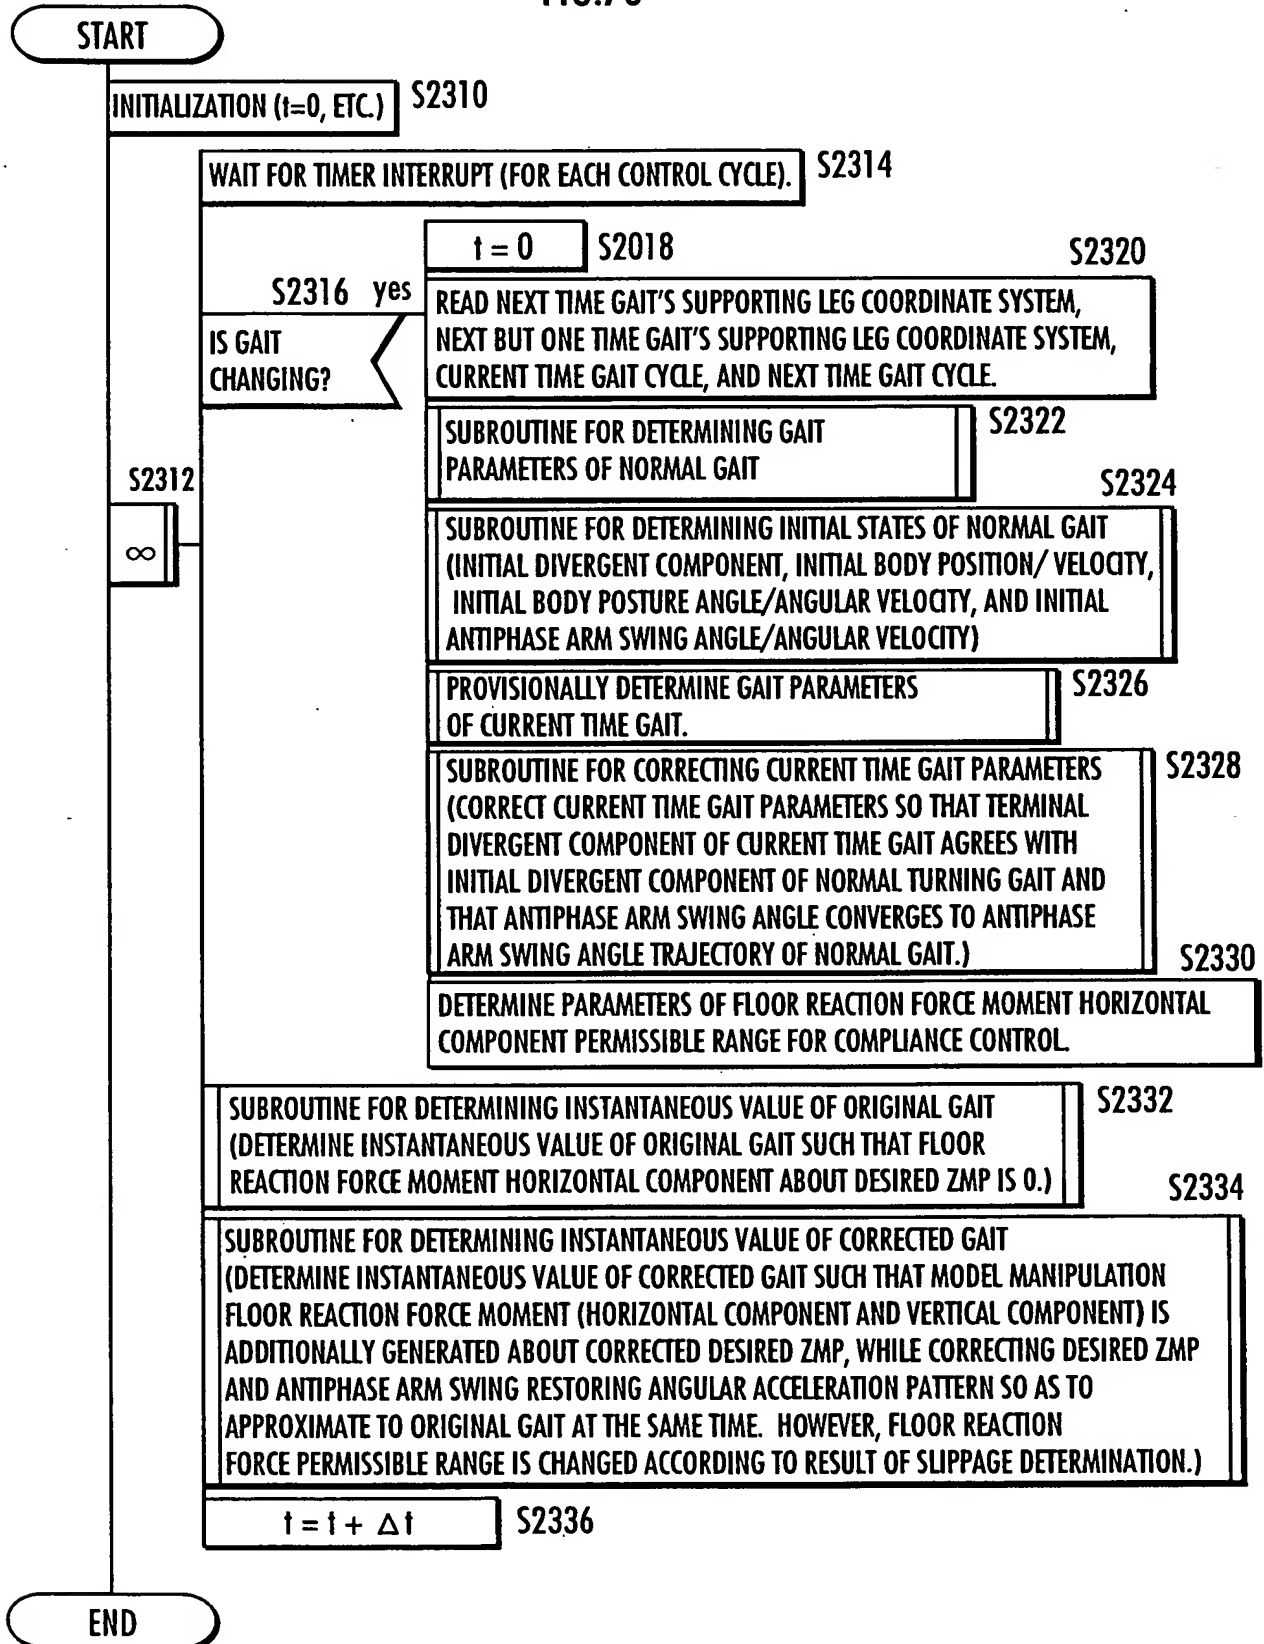 START
INITIALIZATION (t=0, ETC.)
S2310
WAIT FOR TIMER INTERRUPT (FOR EACH CONTROL CYCLE).
S2314
t = 0
S2018
S2320
S2316 yes
IS GAIT
CHANGING?
READ NEXT TIME GAIT'S SUPPORTING LEG COORDINATE SYSTEM,
NEXT BUT ONE TIME GAIT'S SUPPORTING LEG COORDINATE SYSTEM,
CURRENT TIME GAIT CYCLE, AND NEXT TIME GAIT CYCLE.
SUBROUTINE FOR DETERMINING GAIT
PARAMETERS OF NORMAL GAIT
S2322
S2312
∞
S2324
SUBROUTINE FOR DETERMINING INITIAL STATES OF NORMAL GAIT
(INITIAL DIVERGENT COMPONENT, INITIAL BODY POSITION/ VELOCITY,
INITIAL BODY POSTURE ANGLE/ANGULAR VELOCITY, AND INITIAL
ANTIPHASE ARM SWING ANGLE/ANGULAR VELOCITY)
PROVISIONALLY DETERMINE GAIT PARAMETERS
OF CURRENT TIME GAIT.
S2326
SUBROUTINE FOR CORRECTING CURRENT TIME GAIT PARAMETERS
(CORRECT CURRENT TIME GAIT PARAMETERS SO THAT TERMINAL
DIVERGENT COMPONENT OF CURRENT TIME GAIT AGREES WITH
INITIAL DIVERGENT COMPONENT OF NORMAL TURNING GAIT AND
THAT ANTIPHASE ARM SWING ANGLE CONVERGES TO ANTIPHASE
ARM SWING ANGLE TRAJECTORY OF NORMAL GAIT.)
S2328
S2330
DETERMINE PARAMETERS OF FLOOR REACTION FORCE MOMENT HORIZONTAL
COMPONENT PERMISSIBLE RANGE FOR COMPLIANCE CONTROL.
SUBROUTINE FOR DETERMINING INSTANTANEOUS VALUE OF ORIGINAL GAIT
(DETERMINE INSTANTANEOUS VALUE OF ORIGINAL GAIT SUCH THAT FLOOR
REACTION FORCE MOMENT HORIZONTAL COMPONENT ABOUT DESIRED ZMP IS 0.)
S2332
S2334
SUBROUTINE FOR DETERMINING INSTANTANEOUS VALUE OF CORRECTED GAIT
(DETERMINE INSTANTANEOUS VALUE OF CORRECTED GAIT SUCH THAT MODEL MANIPULATION
FLOOR REACTION FORCE MOMENT (HORIZONTAL COMPONENT AND VERTICAL COMPONENT) IS
ADDITIONALLY GENERATED ABOUT CORRECTED DESIRED ZMP, WHILE CORRECTING DESIRED ZMP
AND ANTIPHASE ARM SWING RESTORING ANGULAR ACCELERATION PATTERN SO AS TO
APPROXIMATE TO ORIGINAL GAIT AT THE SAME TIME. HOWEVER, FLOOR REACTION
FORCE PERMISSIBLE RANGE IS CHANGED ACCORDING TO RESULT OF SLIPPAGE DETERMINATION.)
t = t + Δt
S2336
END